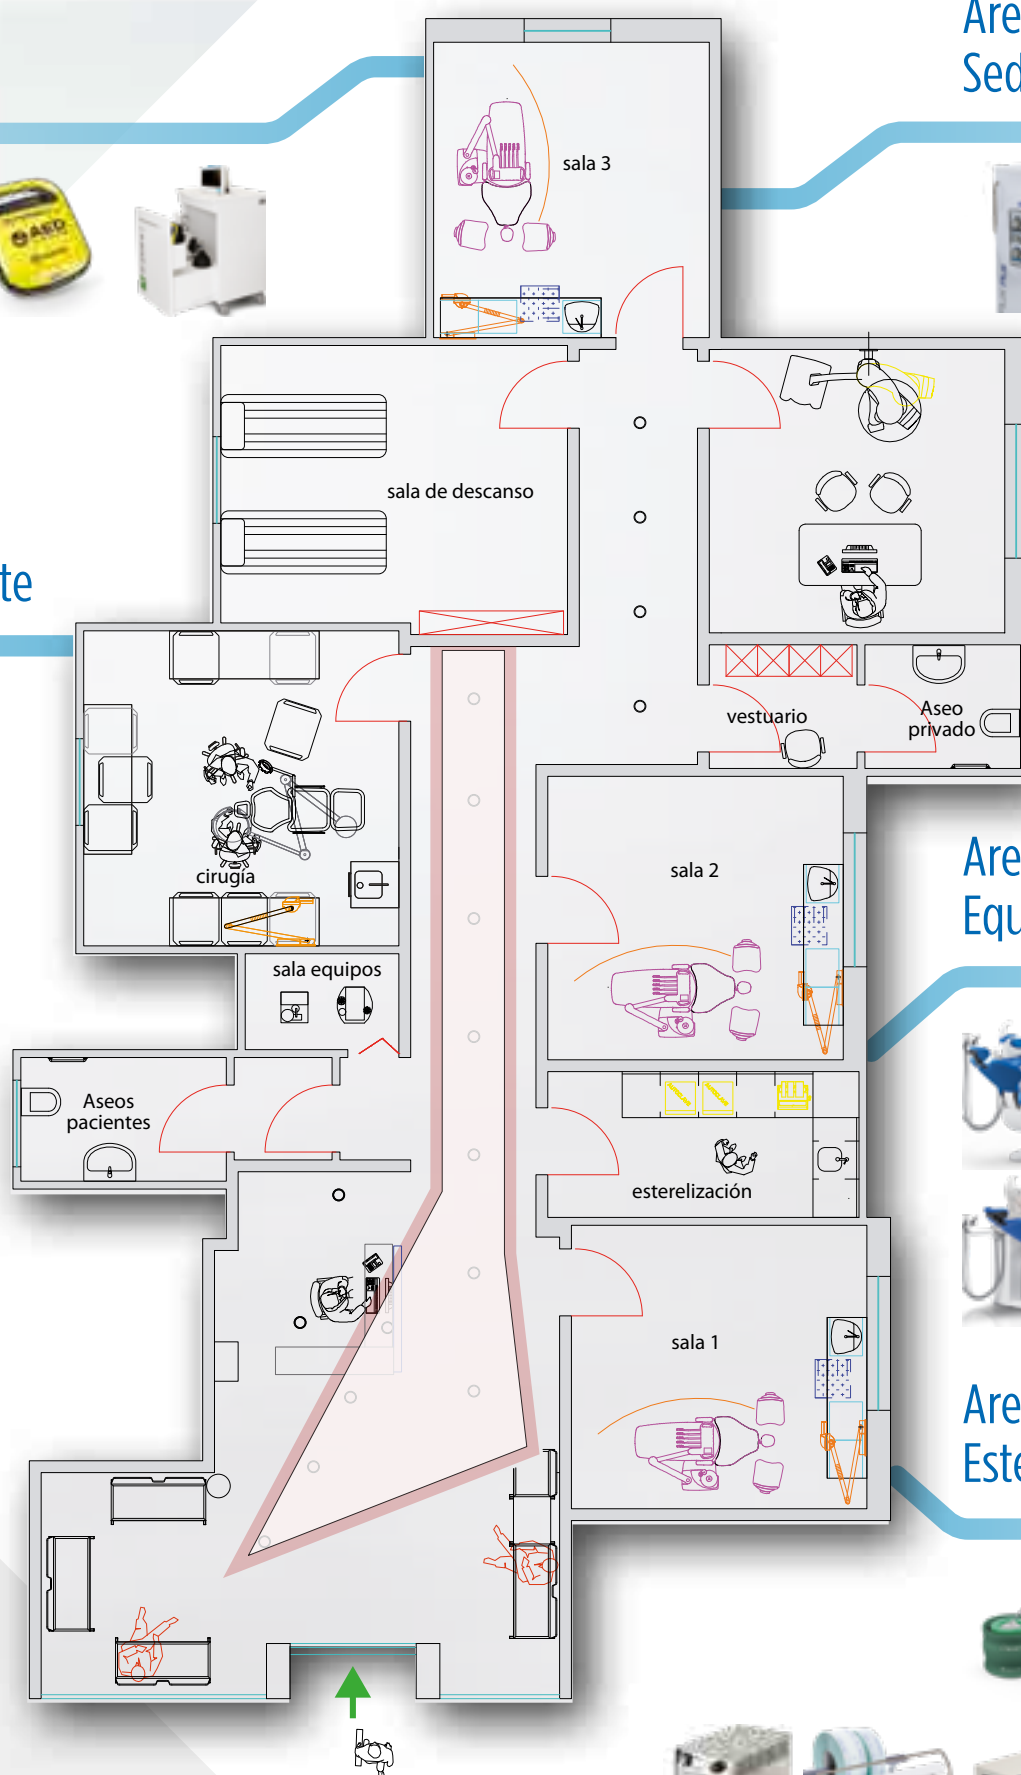 Are
Sed
AED
sala 3
sala de descanso
te
vestuario
Aseo
privado
cirugía
sala 2
Are
Equ
sala equipos
Aseos
pacientes
esterelización
sala 1
Are
Este